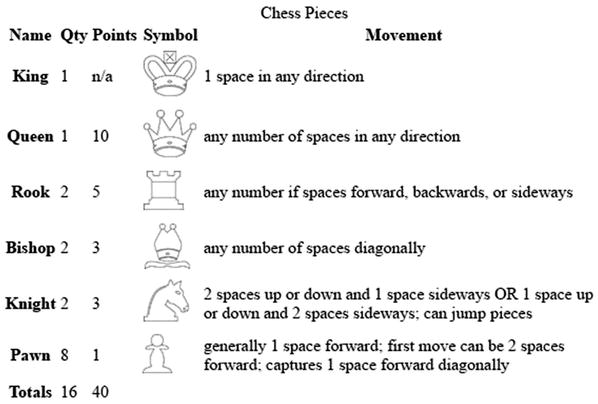 Chess Pieces
Name Qty Points Symbol Movement
King 1 n/a 1 space in any direction
Queen 1 10 any number of spaces in any direction
Rook 2 5 any number if spaces forward, backwards, or sideways
Bishop 2 3 any number of spaces diagonally
Knight 2 3 2 spaces up or down and 1 space sideways OR 1 space up
or down and 2 spaces sideways; can jump pieces
Pawn 8 1 generally 1 space forward; first move can be 2 spaces
forward; captures 1 space forward diagonally
Totals 16 40